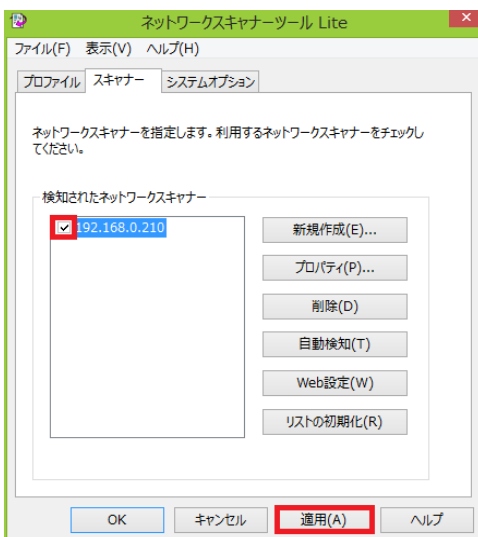 ネットワークスキャナーツール Lite
ファイル(F) 表示(V) ヘルプ(H)
プロファイル スキャナー システムオプション
ネットワークスキャナーを指定します。利用するネットワークスキャナーをチェックし
てください。
検知されたネットワークスキャナー
192.168.0.210
新規作成(E)...
プロパティ(P)...
削除(D)
自動検知(T)
Web設定(W)
リストの初期化(R)
OK キャンセル 適用(A) ヘルプ